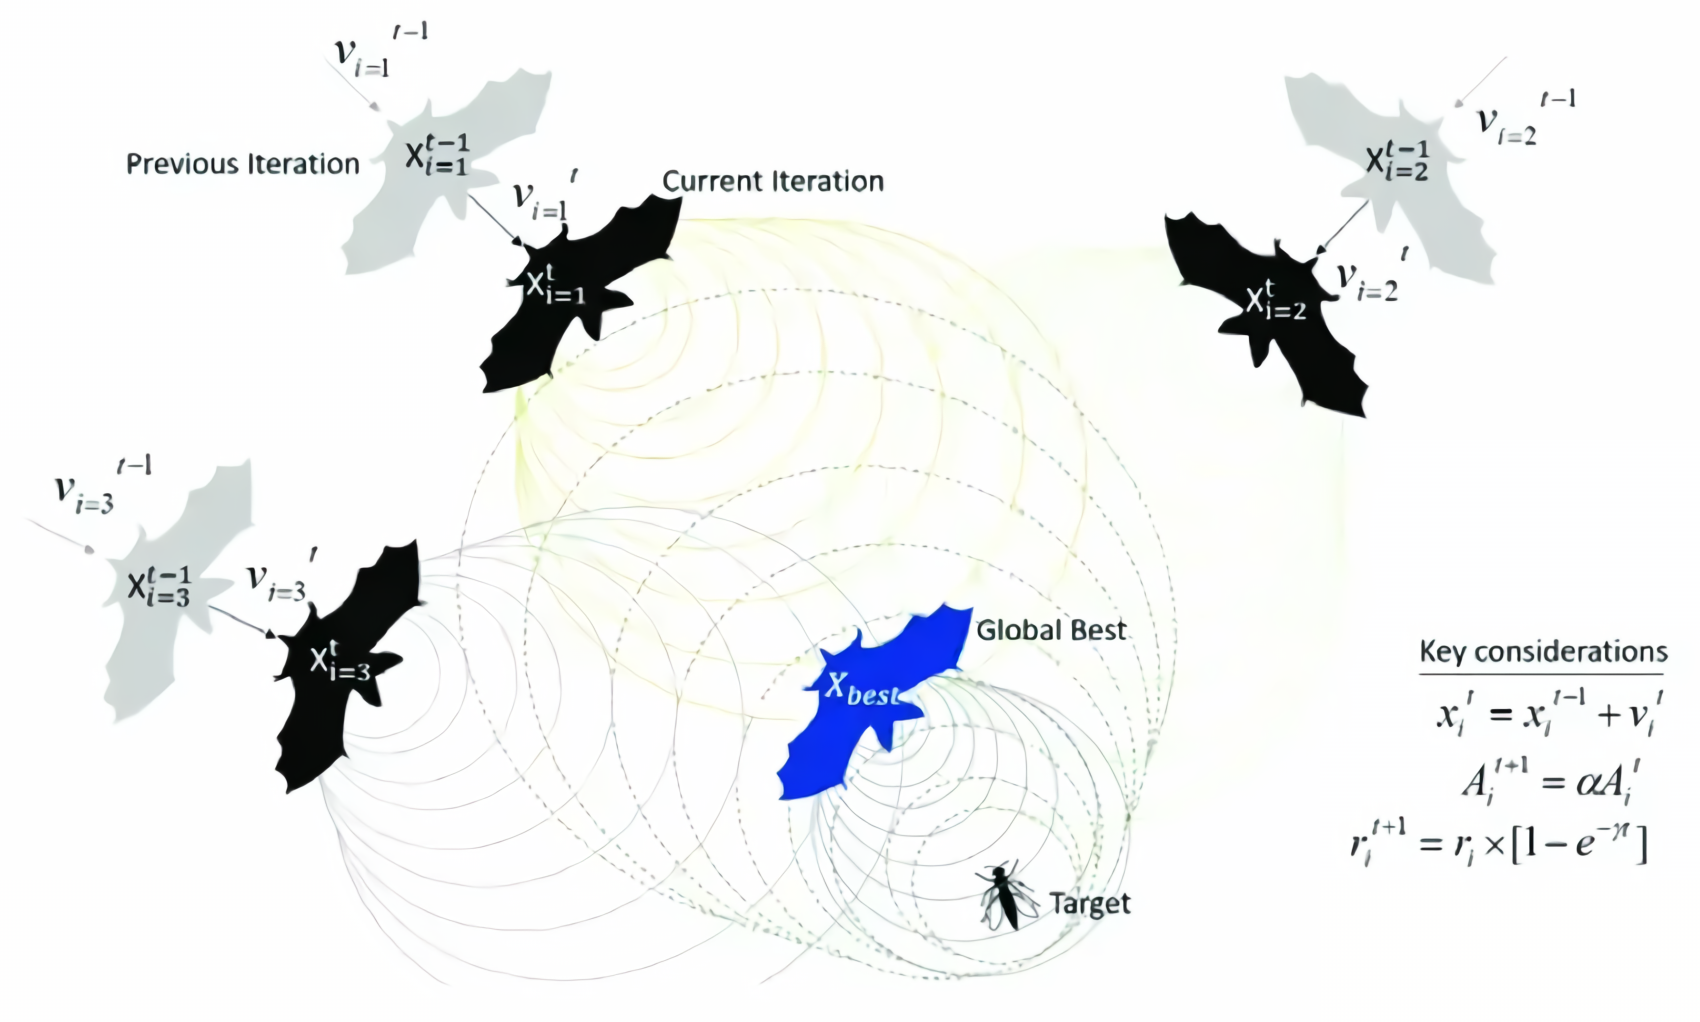 v_{i=1}^{t-1}
Previous Iteration
X_{i=1}^{t-1}
v_{i=1}^{t}
Current Iteration
X_{i=1}^{t}
v_{i=2}^{t-1}
X_{i=2}^{t-1}
v_{i=2}^{t}
X_{i=2}^{t}
v_{i=3}^{t-1}
X_{i=3}^{t-1}
v_{i=3}^{t}
X_{i=3}^{t}
Global Best
X_{best}
Target
Key considerations
x_i^t = x_i^{t-1} + v_i^t
A_i^{t+1} = αA_i^t
r_i^{t+1} = r_i × [1 − e^{-γt}]